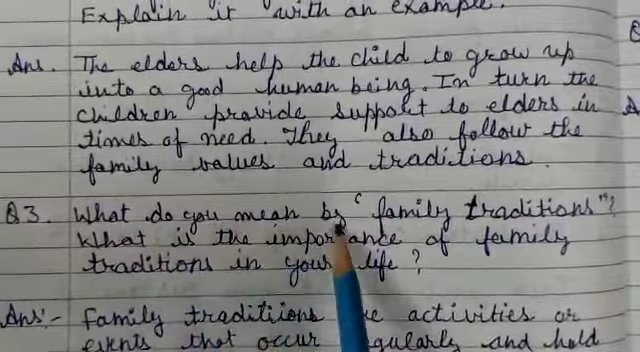 Explain it with an example.
Ans. The elders help the child to grow up
into a good human being. In turn the
children provide support to elders in
times of need. They also follow the
family values and traditions.
Q3. What do you mean by "family traditions"?
What is the importance of family
traditions in your life?
Ans:- Family traditions activities or
events that occur and hold